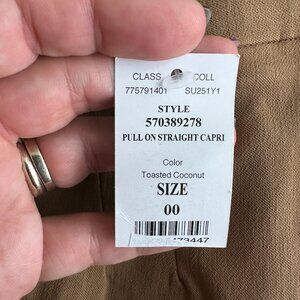 CLASS COLL
775791401 SU251Y1
STYLE
570389278
PULL ON STRAIGHT CAPRI
Color
Toasted Coconut
SIZE
00